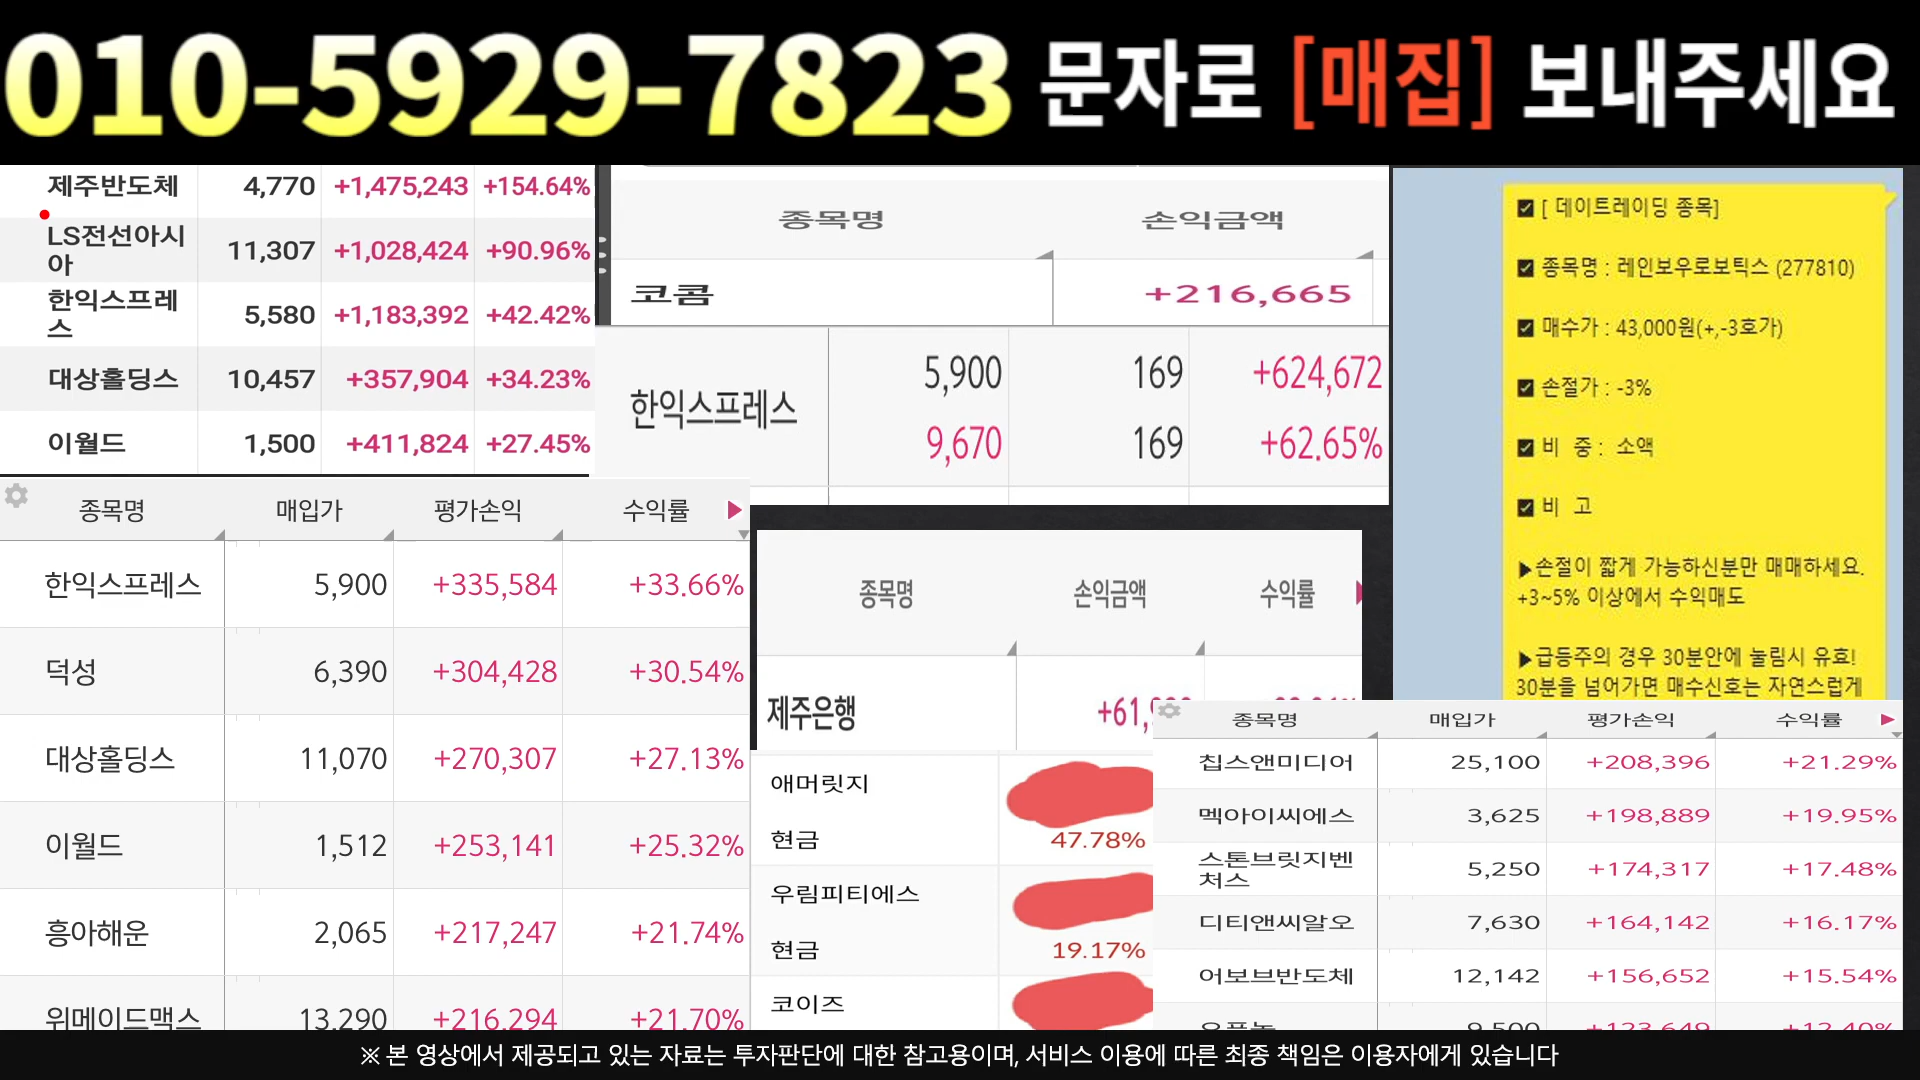 010-5929-7823 문자로 [매집] 보내주세요
제주반도체 4,770 +1,475,243 +154.64%
LS전선아시
아 11,307 +1,028,424 +90.96%
한익스프레
스 5,580 +1,183,392 +42.42%
대상홀딩스 10,457 +357,904 +34.23%
이월드 1,500 +411,824 +27.45%
종목명 손익금액
코콤 +216,665
한익스프레스 5,900 169 +624,672
9,670 169 +62.65%
☑ [ 데이트레이딩 종목]
☑ 종목명 : 레인보우로보틱스 (277810)
☑ 매수가 : 43,000원(+,-3호가)
☑ 손절가 : -3%
☑ 비 중 : 소액
☑ 비 고
▶손절이 짧게 가능하신분만 매매하세요.
+3~5% 이상에서 수익매도
▶급등주의 경우 30분안에 눌림시 유효!
30분을 넘어가면 매수신호는 자연스럽게
종목명 매입가 평가손익 수익률
한익스프레스 5,900 +335,584 +33.66%
덕성 6,390 +304,428 +30.54%
대상홀딩스 11,070 +270,307 +27.13%
이월드 1,512 +253,141 +25.32%
흥아해운 2,065 +217,247 +21.74%
위메이드맥스 13,290 +216,294 +21.70%
종목명 손익금액 수익률
제주은행 +61,
애머릿지
현금 47.78%
우림피티에스
현금 19.17%
코이즈
종목명 매입가 평가손익 수익률
칩스앤미디어 25,100 +208,396 +21.29%
멕아이씨에스 3,625 +198,889 +19.95%
스톤브릿지벤
처스 5,250 +174,317 +17.48%
디티앤씨알오 7,630 +164,142 +16.17%
어보브반도체 12,142 +156,652 +15.54%
※ 본 영상에서 제공되고 있는 자료는 투자판단에 대한 참고용이며, 서비스 이용에 따른 최종 책임은 이용자에게 있습니다